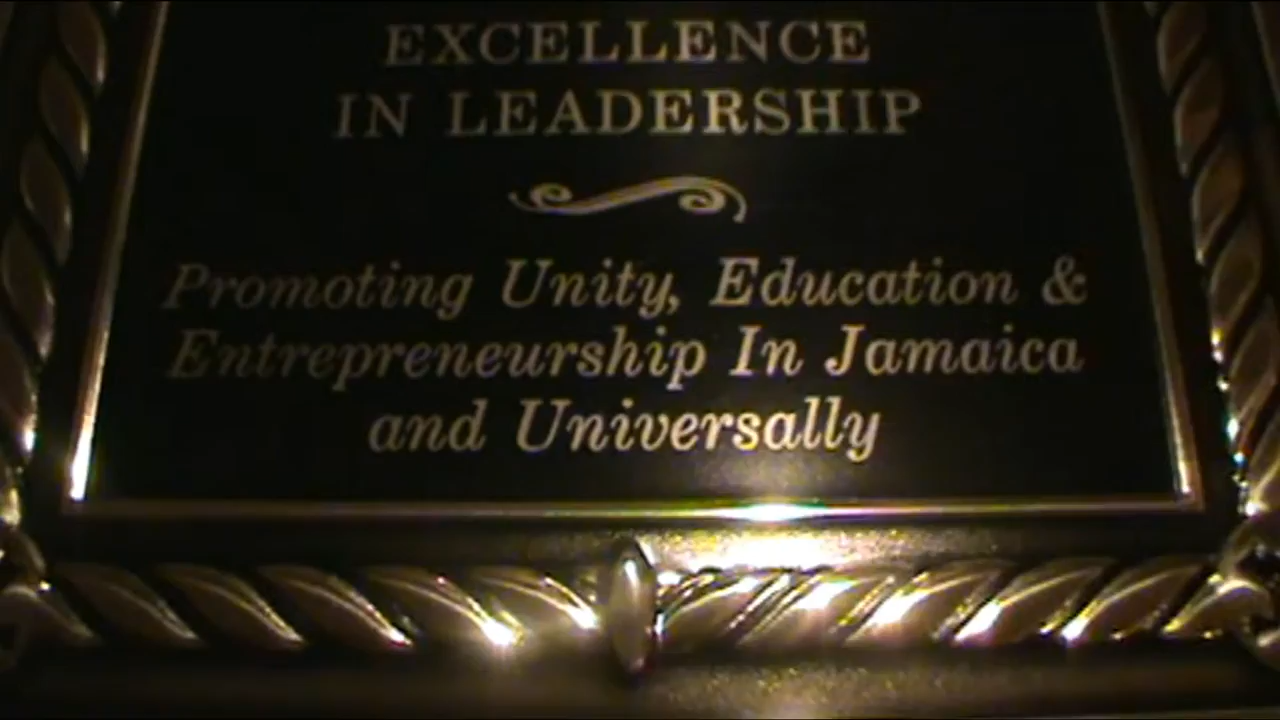 EXCELLENCE
IN LEADERSHIP
Promoting Unity, Education &
Entrepreneurship In Jamaica
and Universally